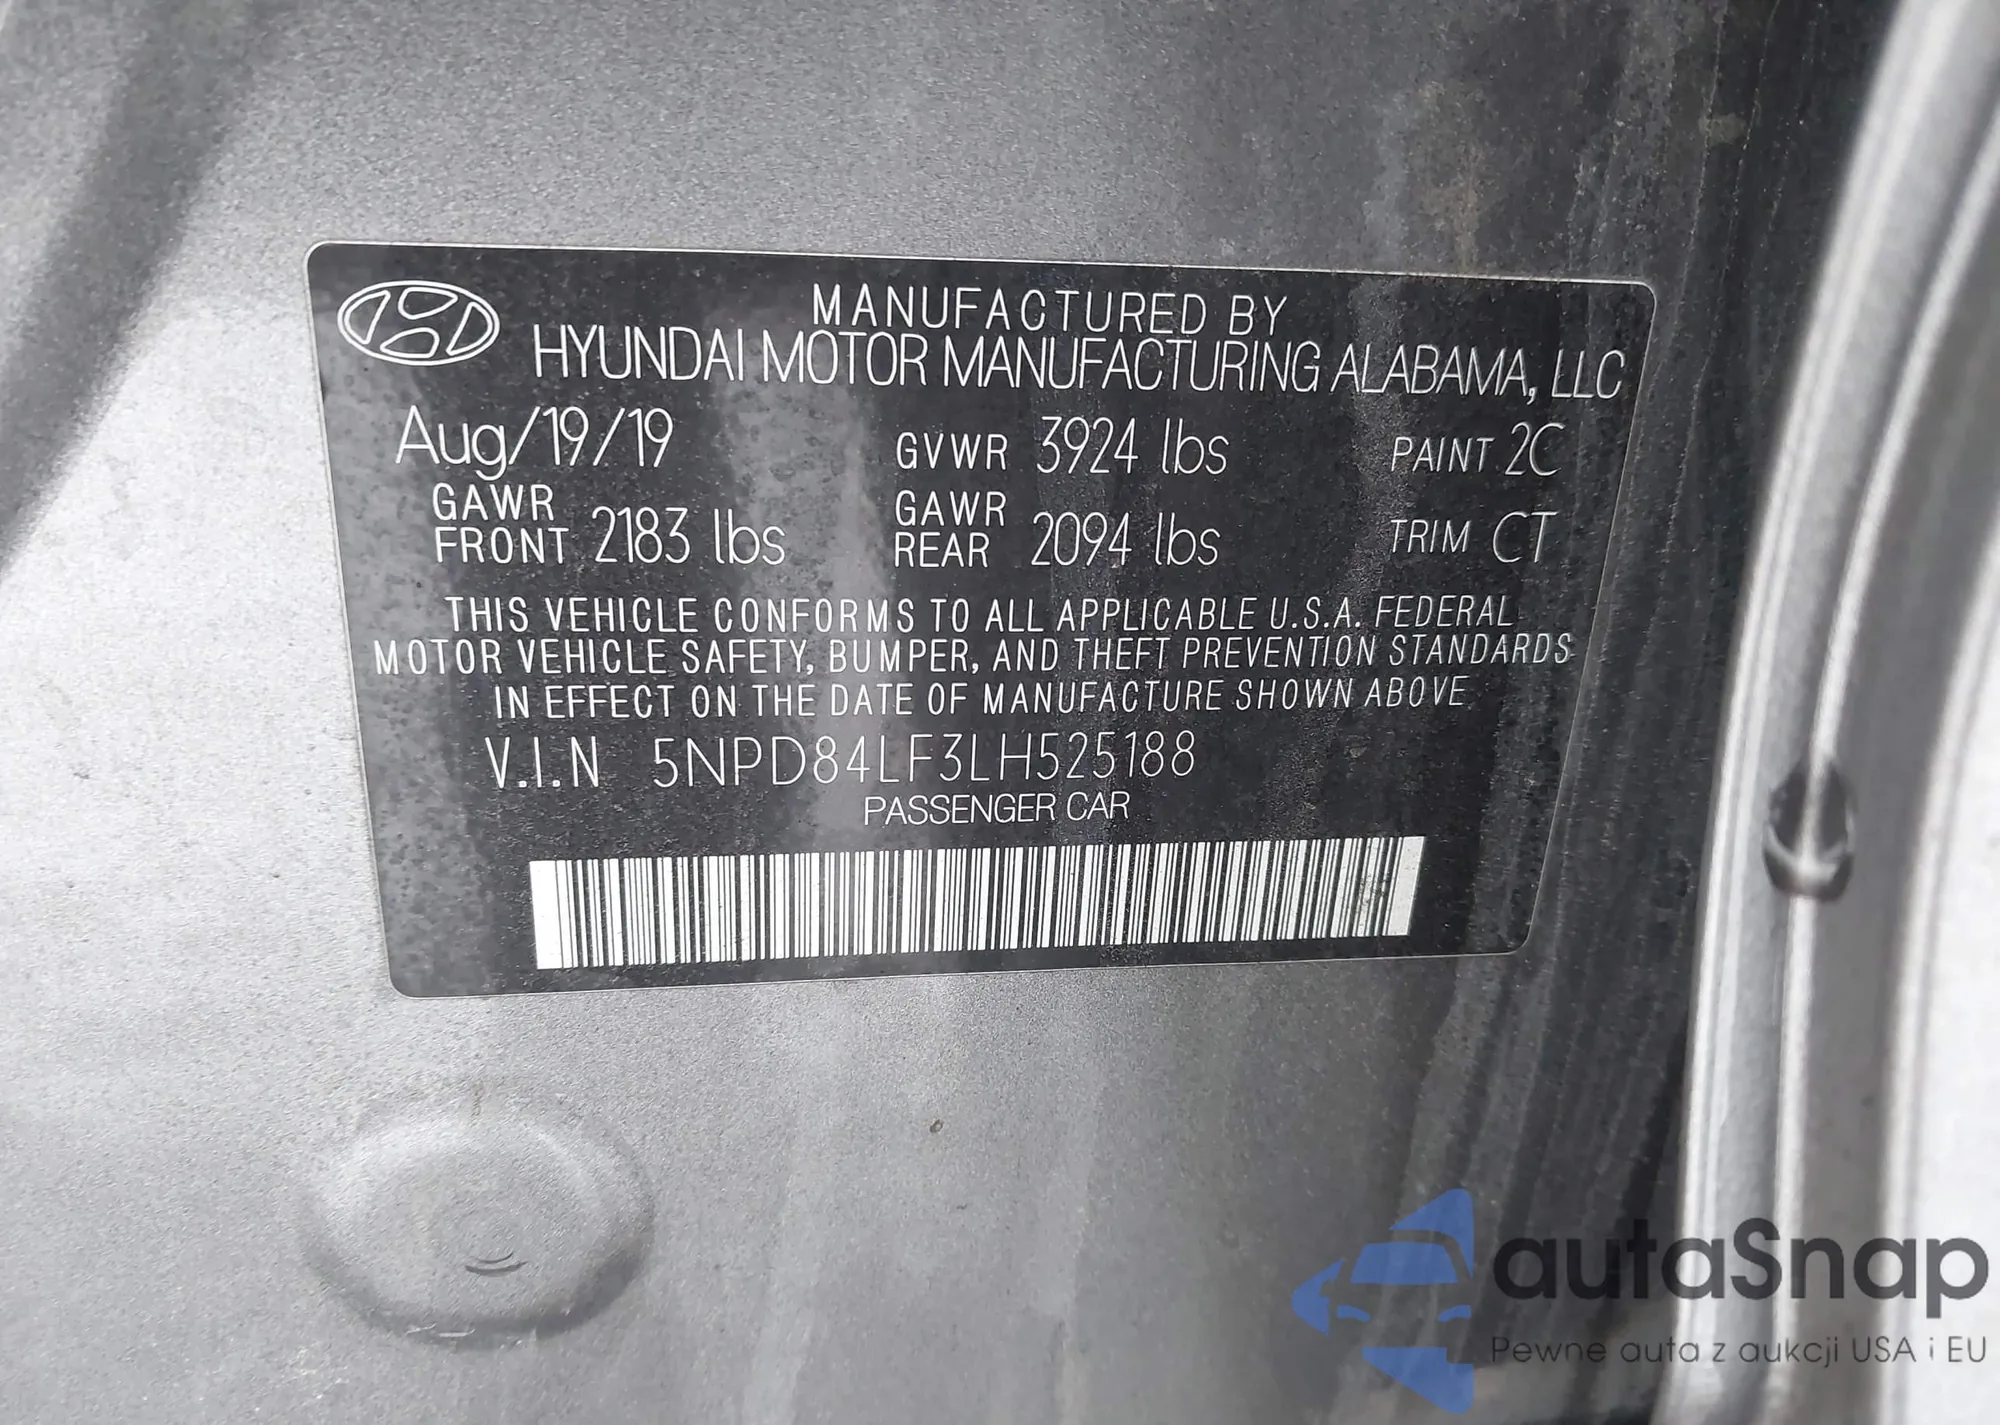 MANUFACTURED BY
HYUNDAI MOTOR MANUFACTURING ALABAMA, LLC
Aug/19/19 GVWR 3924 lbs PAINT 2C
GAWR FRONT 2183 lbs GAWR REAR 2094 lbs TRIM CT
THIS VEHICLE CONFORMS TO ALL APPLICABLE U.S.A. FEDERAL
MOTOR VEHICLE SAFETY, BUMPER, AND THEFT PREVENTION STANDARDS
IN EFFECT ON THE DATE OF MANUFACTURE SHOWN ABOVE
V.I.N 5NPD84LF3LH525188
PASSENGER CAR
autaSnap
Pewne auta z aukcji USA i EU